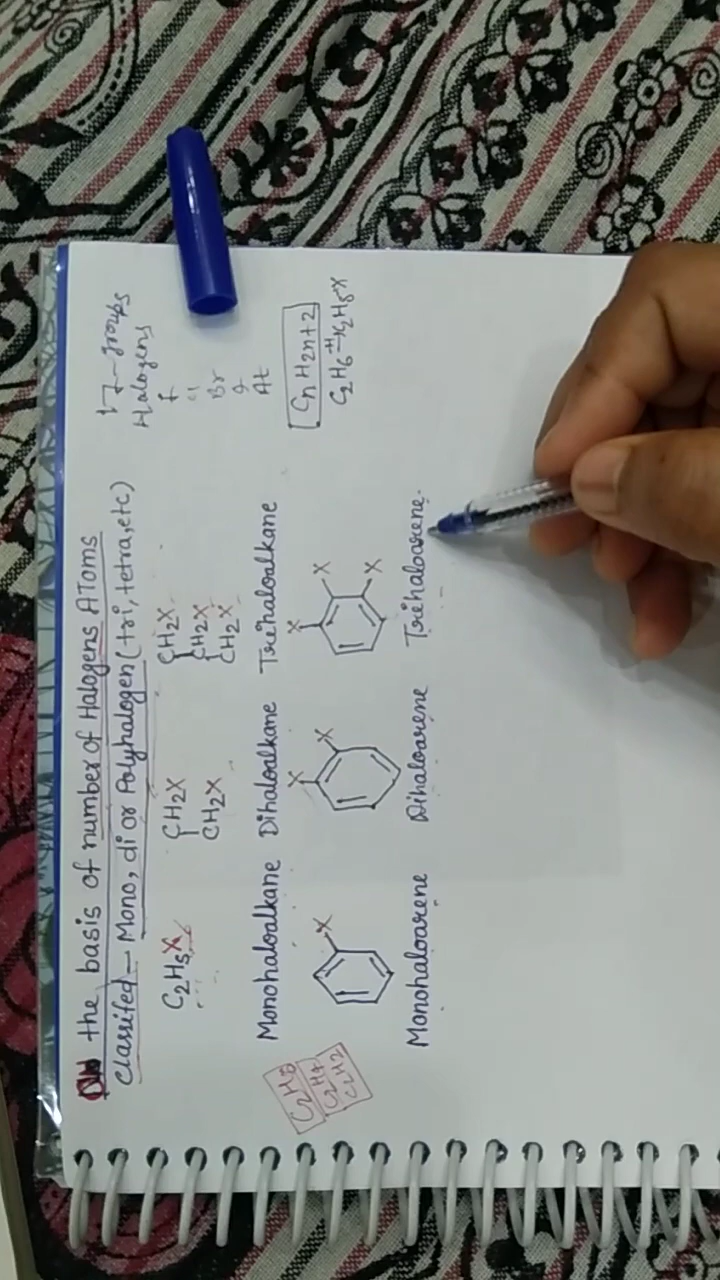 On the basis of number of Halogens AToms
Classifed - Mono, di or Polyhalogen (tri, tetra, etc)
17-groups
Halogens
F
Cl
Br
I
At
C2H5X
CH2X
CH2X
CH2X
CH2X
CH2X
Monohaloalkane Dihaloalkane Trihaloalkane
CnH2n+2
C2H6 -H C2H5-X
C2H6
C2H4
C2H2
X
X
X
X
X
X
Monohaloarene Dihaloarene Trihaloarene.